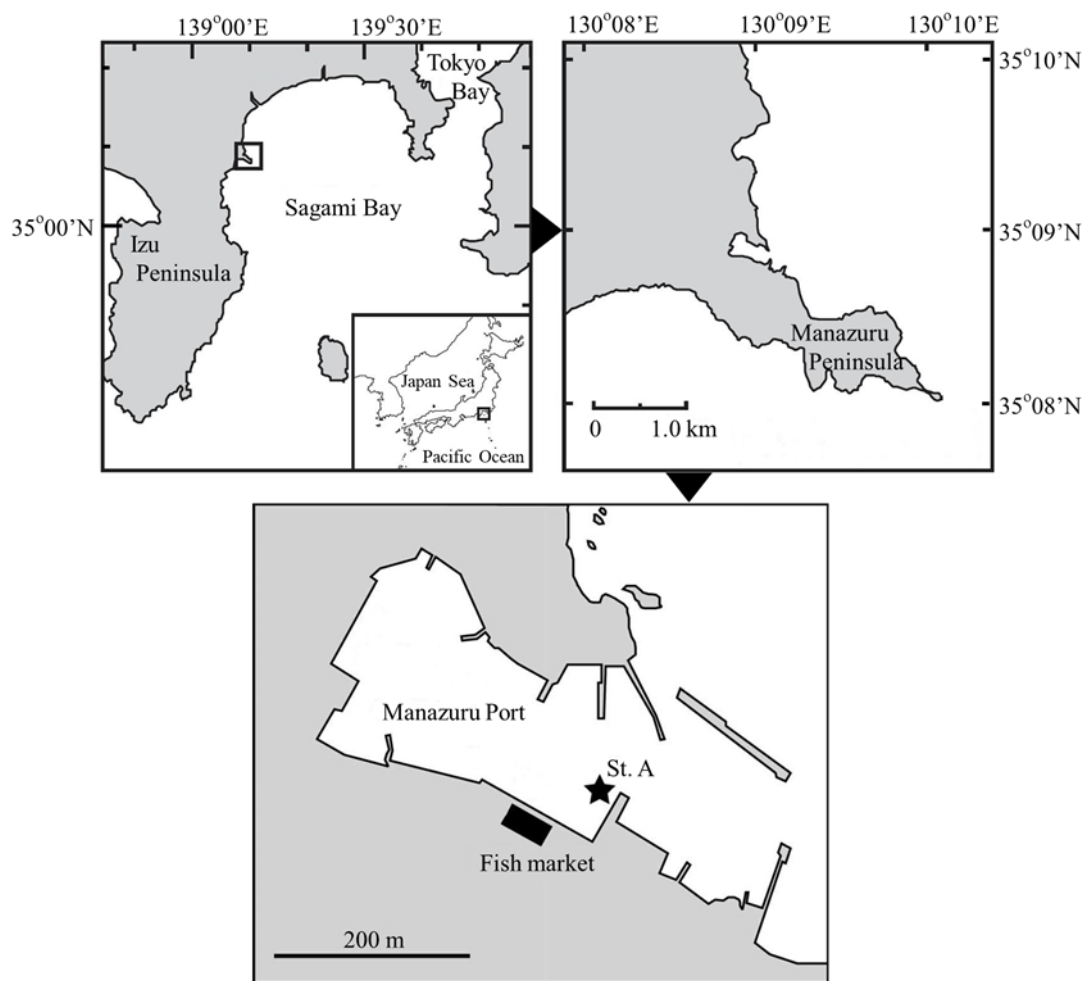 139°00'E
139°30'E
Tokyo
Bay
Sagami Bay
35°00'N
Izu
Peninsula
Japan Sea
Pacific Ocean
130°08'E
130°09'E
130°10'E
35°10'N
35°09'N
Manazuru
Peninsula
0
1.0 km
35°08'N
Manazuru Port
St. A
Fish market
200 m